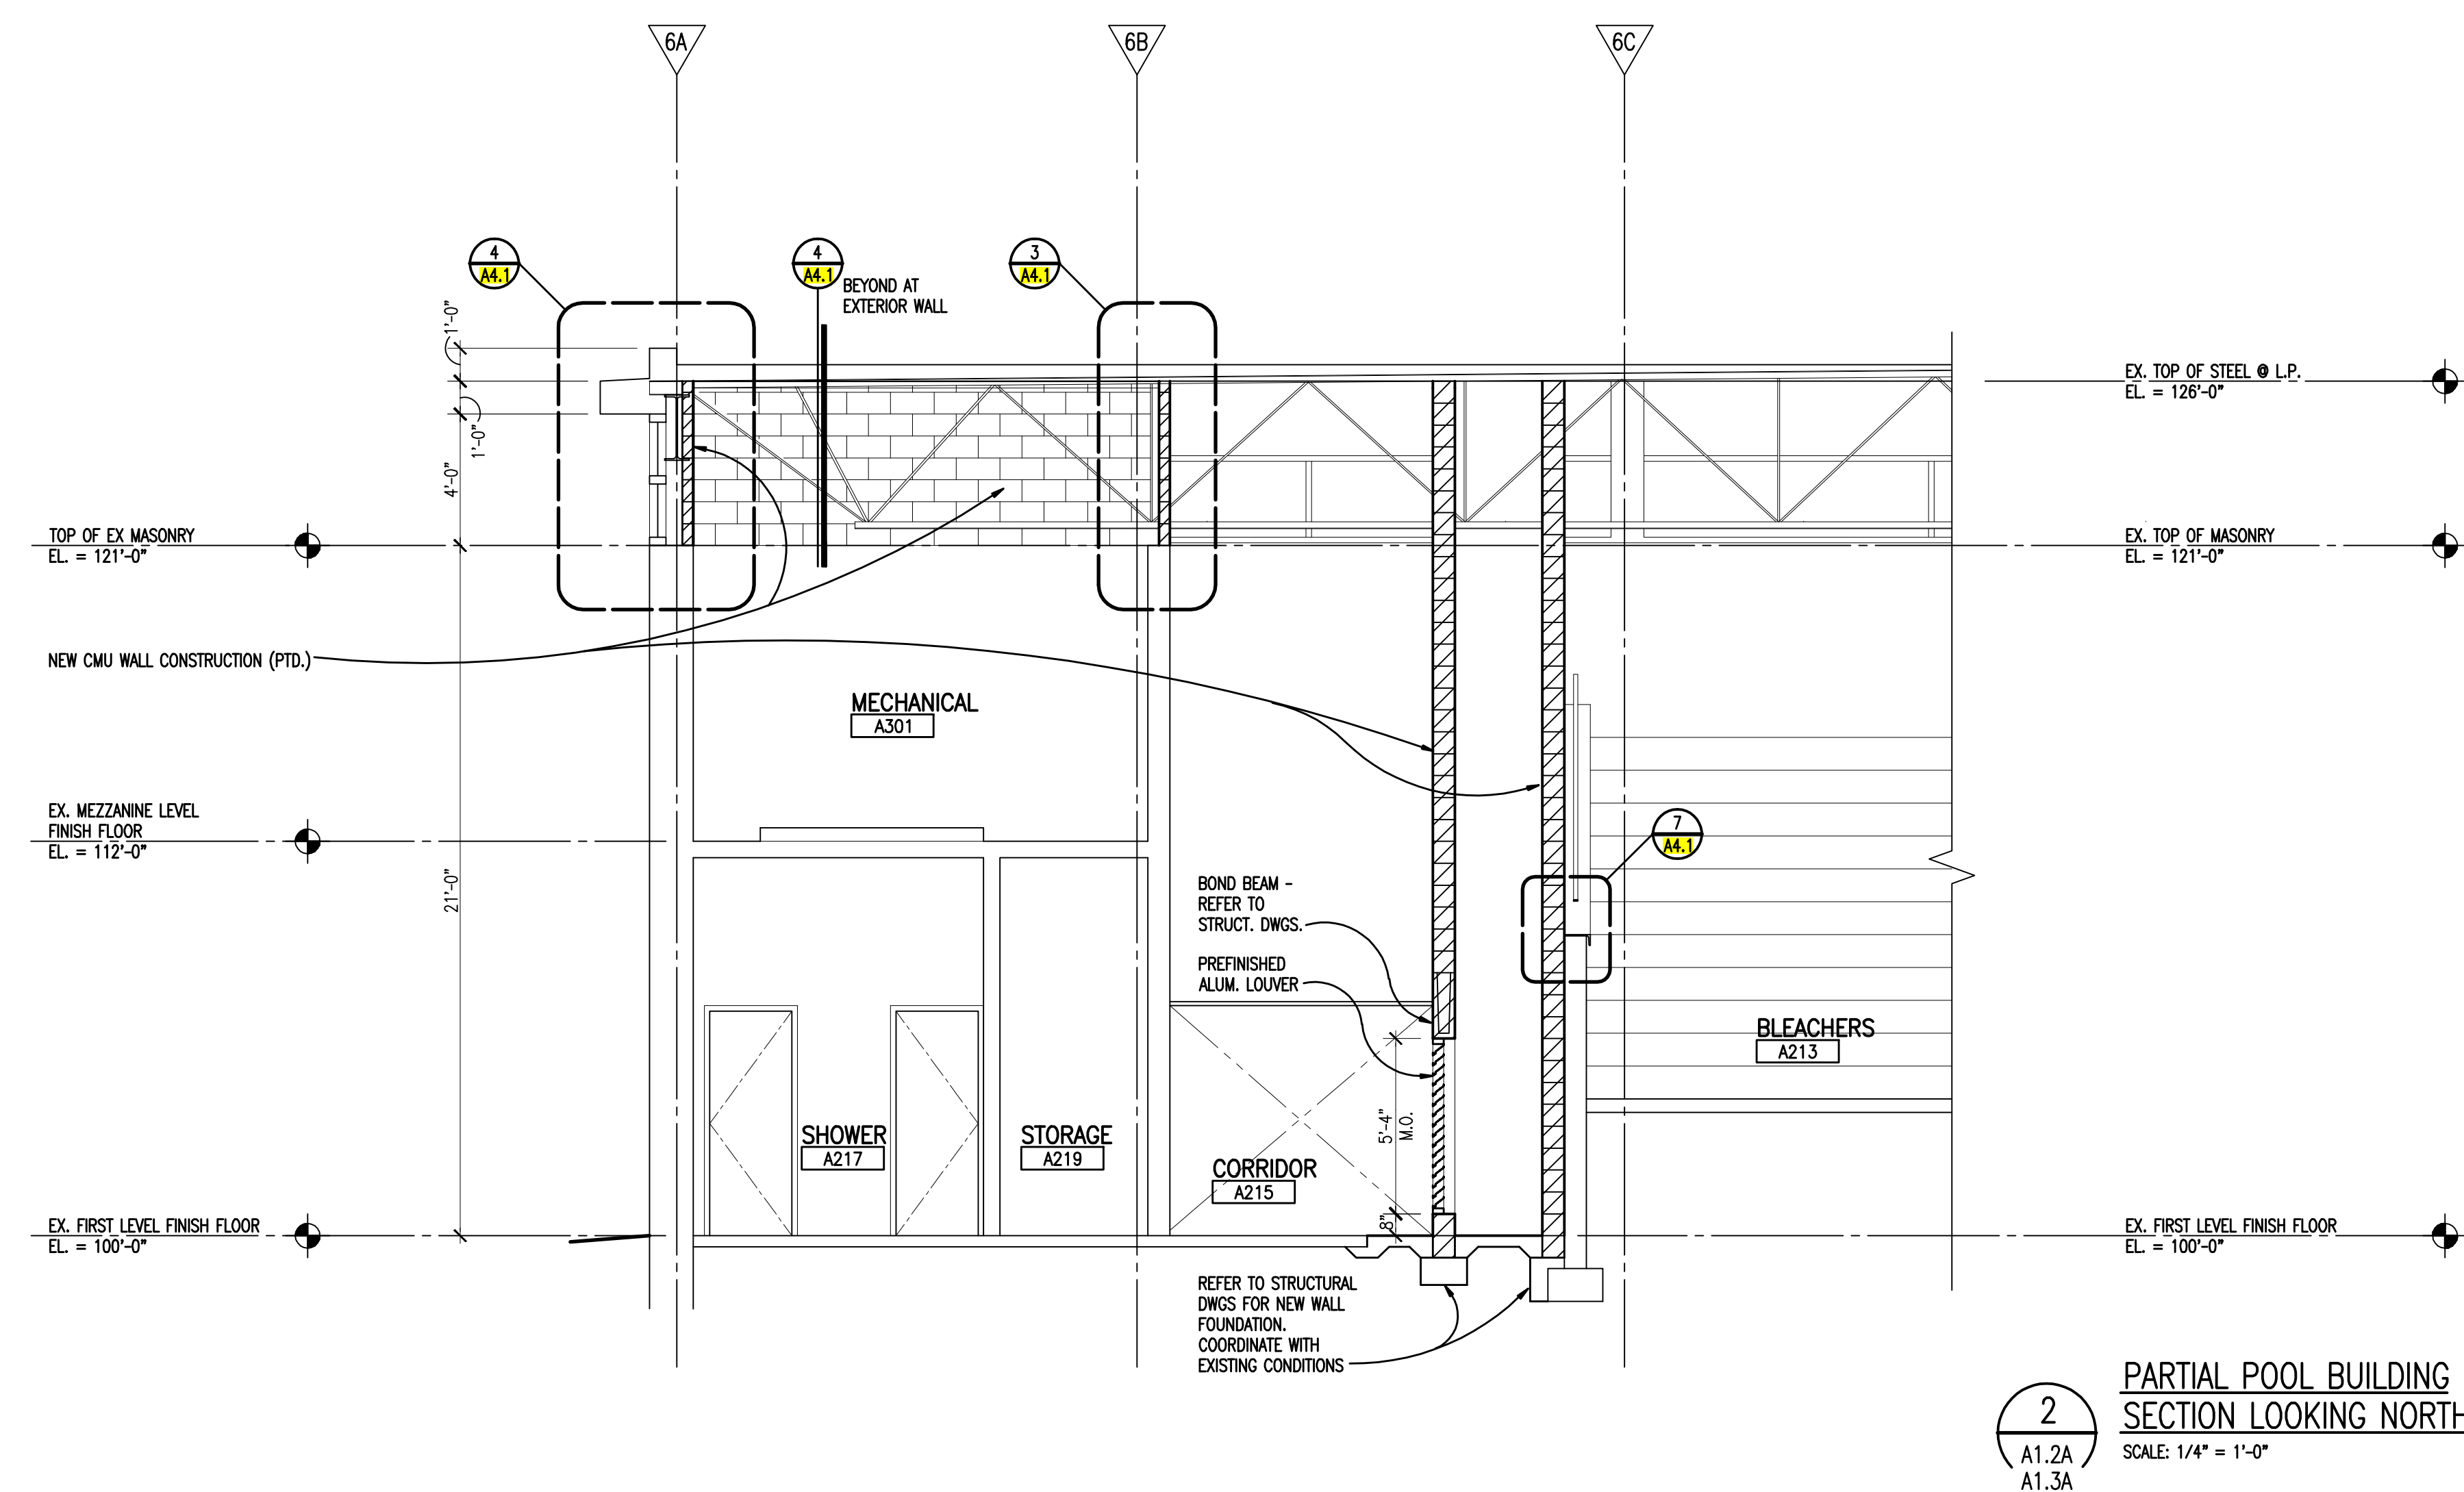 6A
6B
6C
4
A4.1
4
A4.1
BEYOND AT
EXTERIOR WALL
3
A4.1
1'-0"
1'-0"
4'-0"
21'-0"
EX. TOP OF STEEL @ L.P.
EL. = 126'-0"
TOP OF EX MASONRY
EL. = 121'-0"
EX. TOP OF MASONRY
EL. = 121'-0"
NEW CMU WALL CONSTRUCTION (PTD.)
MECHANICAL
A301
EX. MEZZANINE LEVEL
FINISH FLOOR
EL. = 112'-0"
7
A4.1
BOND BEAM -
REFER TO
STRUCT. DWGS.
PREFINISHED
ALUM. LOUVER
BLEACHERS
A213
SHOWER
A217
STORAGE
A219
CORRIDOR
A215
5'-4"
M.O.
8"
EX. FIRST LEVEL FINISH FLOOR
EL. = 100'-0"
EX. FIRST LEVEL FINISH FLOOR
EL. = 100'-0"
REFER TO STRUCTURAL
DWGS FOR NEW WALL
FOUNDATION.
COORDINATE WITH
EXISTING CONDITIONS
2
A1.2A
A1.3A
PARTIAL POOL BUILDING
SECTION LOOKING NORTH
SCALE: 1/4" = 1'-0"